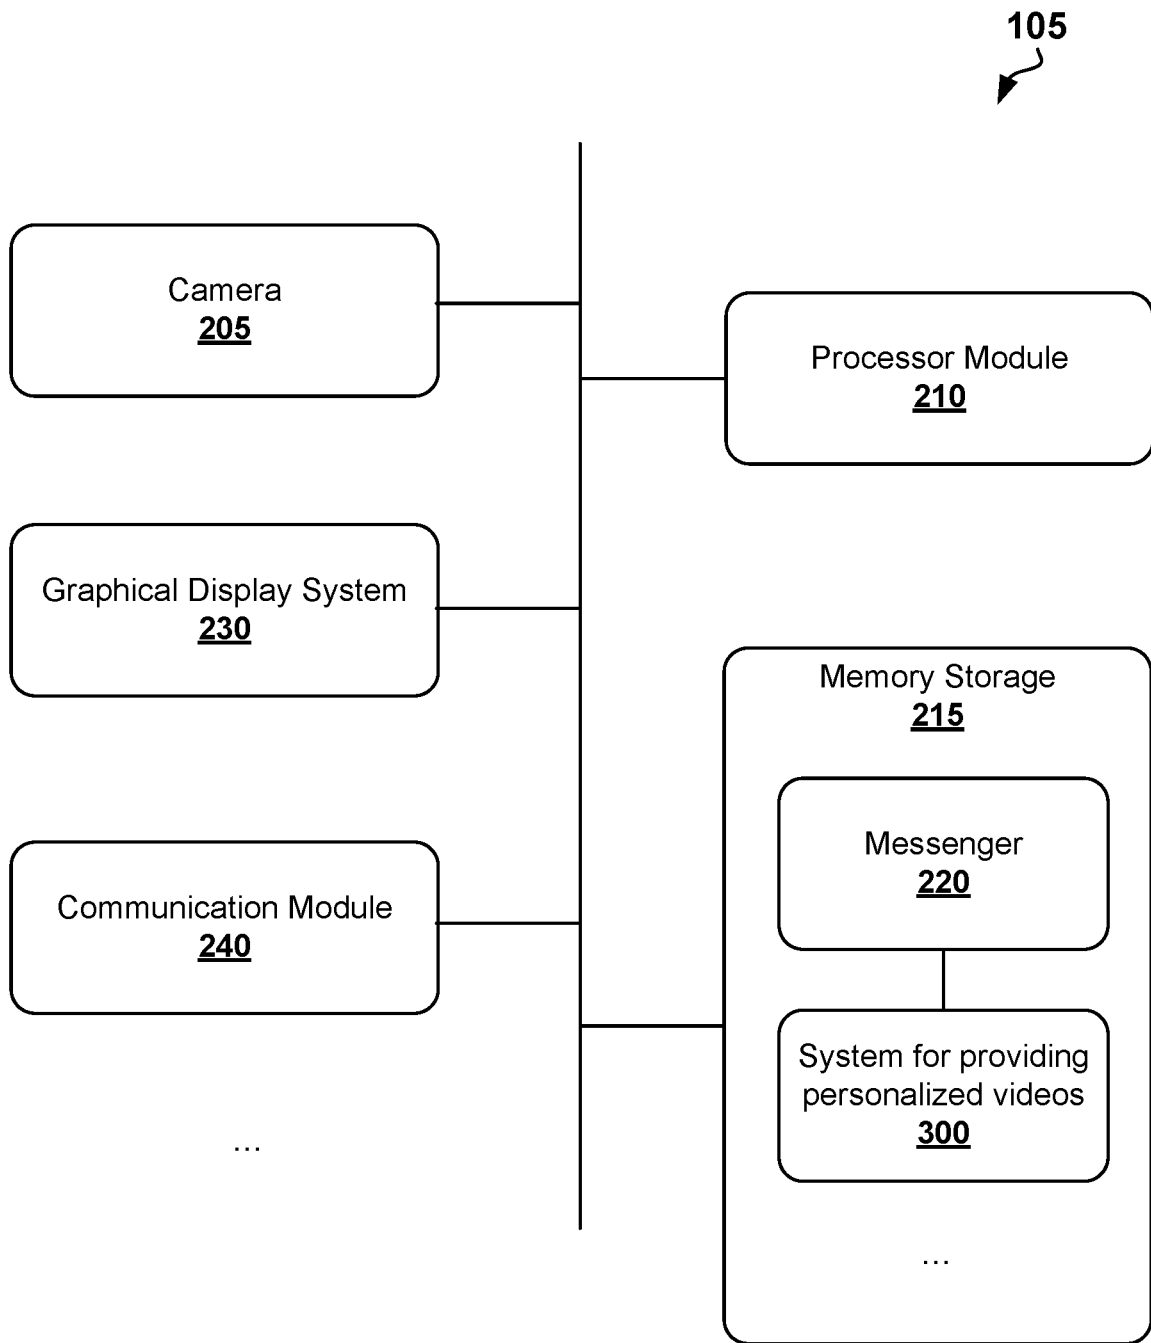 105
Camera
205
Processor Module
210
Graphical Display System
230
Memory Storage
215
Messenger
220
Communication Module
240
System for providing
personalized videos
300
...
...